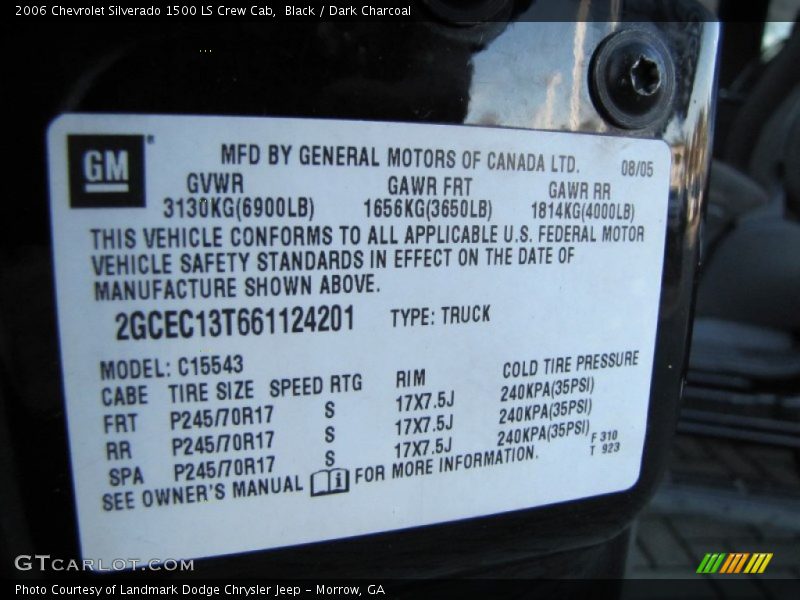 2006 Chevrolet Silverado 1500 LS Crew Cab, Black / Dark Charcoal
GM
MFD BY GENERAL MOTORS OF CANADA LTD. 08/05
GVWR GAWR FRT GAWR RR
3130KG(6900LB) 1656KG(3650LB) 1814KG(4000LB)
THIS VEHICLE CONFORMS TO ALL APPLICABLE U.S. FEDERAL MOTOR
VEHICLE SAFETY STANDARDS IN EFFECT ON THE DATE OF
MANUFACTURE SHOWN ABOVE.
2GCEC13T661124201 TYPE: TRUCK
MODEL: C15543
CABE TIRE SIZE SPEED RTG RIM COLD TIRE PRESSURE
FRT P245/70R17 S 17X7.5J 240KPA(35PSI)
RR P245/70R17 S 17X7.5J 240KPA(35PSI)
SPA P245/70R17 S 17X7.5J 240KPA(35PSI)
SEE OWNER'S MANUAL i FOR MORE INFORMATION.
F 310
T 923
GTCARLOT.COM
Photo Courtesy of Landmark Dodge Chrysler Jeep - Morrow, GA